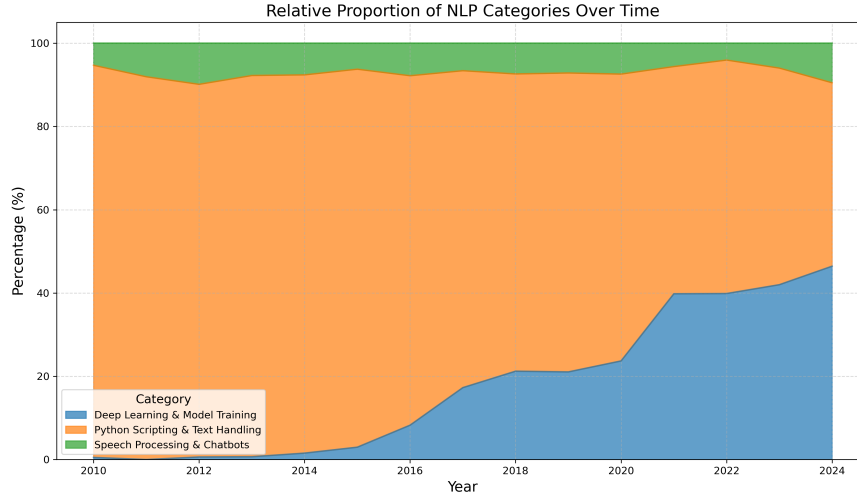 Relative Proportion of NLP Categories Over Time
Percentage (%)
100
80
60
40
20
0
Category
Deep Learning & Model Training
Python Scripting & Text Handling
Speech Processing & Chatbots
2010 2012 2014 2016 2018 2020 2022 2024
Year